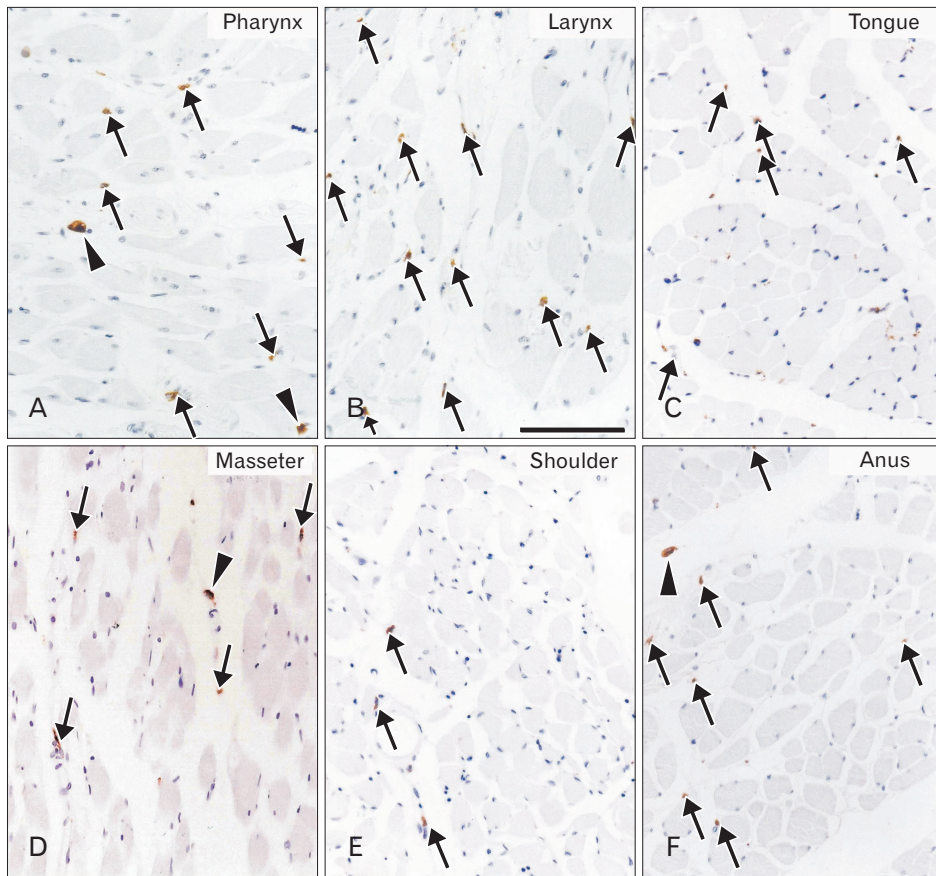 Pharynx
A
Larynx
B
Tongue
C
Masseter
D
Shoulder
E
Anus
F